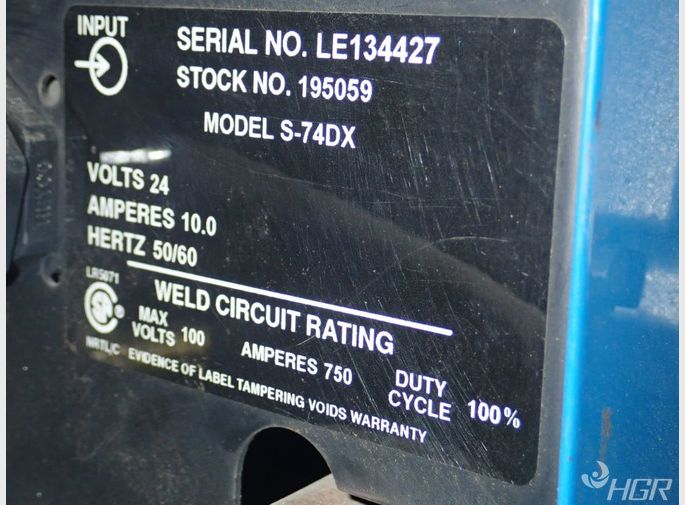 INPUT
SERIAL NO. LE134427
STOCK NO. 195059
MODEL S-74DX
VOLTS 24
AMPERES 10.0
HERTZ 50/60
LR5071
WELD CIRCUIT RATING
MAX VOLTS 100
AMPERES 750
DUTY CYCLE 100%
NRTL/C
EVIDENCE OF LABEL TAMPERING VOIDS WARRANTY
HGR